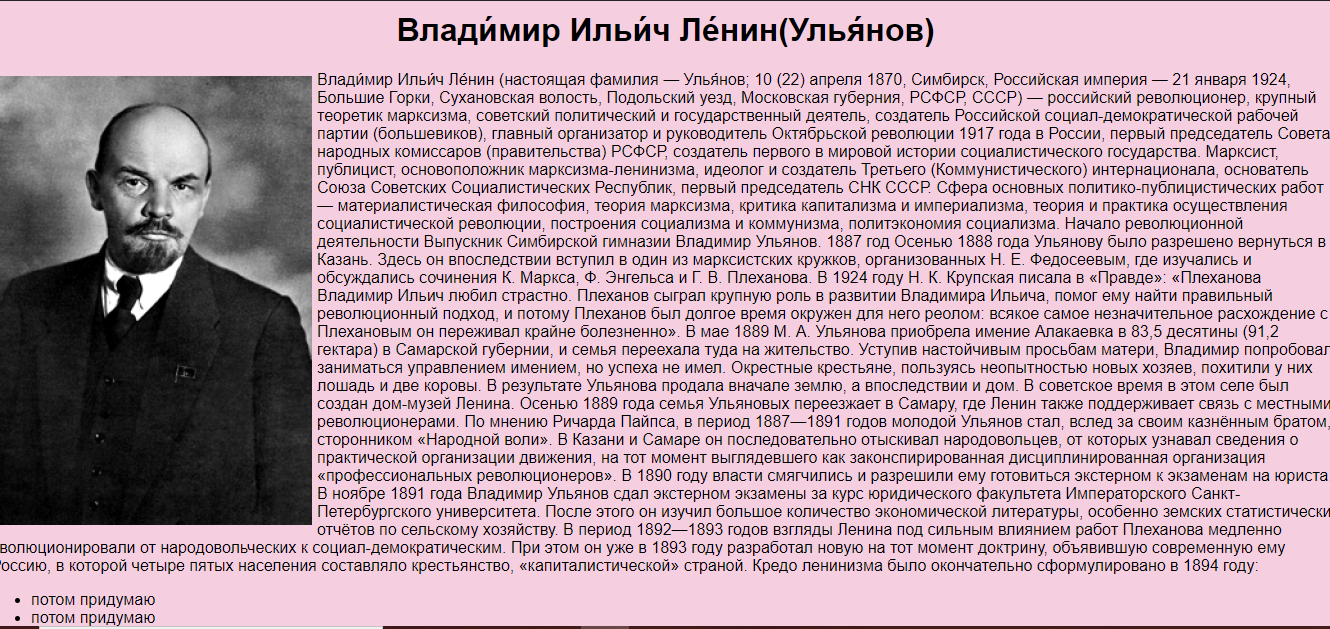 Влади́мир Ильи́ч Ле́нин(Улья́нов)
Влади́мир Ильи́ч Ле́нин (настоящая фамилия — Улья́нов; 10 (22) апреля 1870, Симбирск, Российская империя — 21 января 1924,
Большие Горки, Сухановская волость, Подольский уезд, Московская губерния, РСФСР, СССР) — российский революционер, крупный
теоретик марксизма, советский политический и государственный деятель, создатель Российской социал-демократической рабочей
партии (большевиков), главный организатор и руководитель Октябрьской революции 1917 года в России, первый председатель Совета
народных комиссаров (правительства) РСФСР, создатель первого в мировой истории социалистического государства. Марксист,
публицист, основоположник марксизма-ленинизма, идеолог и создатель Третьего (Коммунистического) интернационала, основатель
Союза Советских Социалистических Республик, первый председатель СНК СССР. Сфера основных политико-публицистических работ
— материалистическая философия, теория марксизма, критика капитализма и империализма, теория и практика осуществления
социалистической революции, построения социализма и коммунизма, политэкономия социализма. Начало революционной
деятельности Выпускник Симбирской гимназии Владимир Ульянов. 1887 год Осенью 1888 года Ульянову было разрешено вернуться в
Казань. Здесь он впоследствии вступил в один из марксистских кружков, организованных Н. Е. Федосеевым, где изучались и
обсуждались сочинения К. Маркса, Ф. Энгельса и Г. В. Плеханова. В 1924 году Н. К. Крупская писала в «Правде»: «Плеханова
Владимир Ильич любил страстно. Плеханов сыграл крупную роль в развитии Владимира Ильича, помог ему найти правильный
революционный подход, и потому Плеханов был долгое время окружен для него реолом: всякое самое незначительное расхождение с
Плехановым он переживал крайне болезненно». В мае 1889 М. А. Ульянова приобрела имение Алакаевка в 83,5 десятины (91,2
гектара) в Самарской губернии, и семья переехала туда на жительство. Уступив настойчивым просьбам матери, Владимир попробовал
заниматься управлением имением, но успеха не имел. Окрестные крестьяне, пользуясь неопытностью новых хозяев, похитили у них
лошадь и две коровы. В результате Ульянова продала вначале землю, а впоследствии и дом. В советское время в этом селе был
создан дом-музей Ленина. Осенью 1889 года семья Ульяновых переезжает в Самару, где Ленин также поддерживает связь с местными
революционерами. По мнению Ричарда Пайпса, в период 1887—1891 годов молодой Ульянов стал, вслед за своим казнённым братом,
сторонником «Народной воли». В Казани и Самаре он последовательно отыскивал народовольцев, от которых узнавал сведения о
практической организации движения, на тот момент выглядевшего как законспирированная дисциплинированная организация
«профессиональных революционеров». В 1890 году власти смягчились и разрешили ему готовиться экстерном к экзаменам на юриста
В ноябре 1891 года Владимир Ульянов сдал экстерном экзамены за курс юридического факультета Императорского Санкт-
Петербургского университета. После этого он изучил большое количество экономической литературы, особенно земских статистически
отчётов по сельскому хозяйству. В период 1892—1893 годов взгляды Ленина под сильным влиянием работ Плеханова медленно
волюционировали от народовольческих к социал-демократическим. При этом он уже в 1893 году разработал новую на тот момент доктрину, объявившую современную ему
Россию, в которой четыре пятых населения составляло крестьянство, «капиталистической» страной. Кредо ленинизма было окончательно сформулировано в 1894 году:
• потом придумаю
• потом придумаю